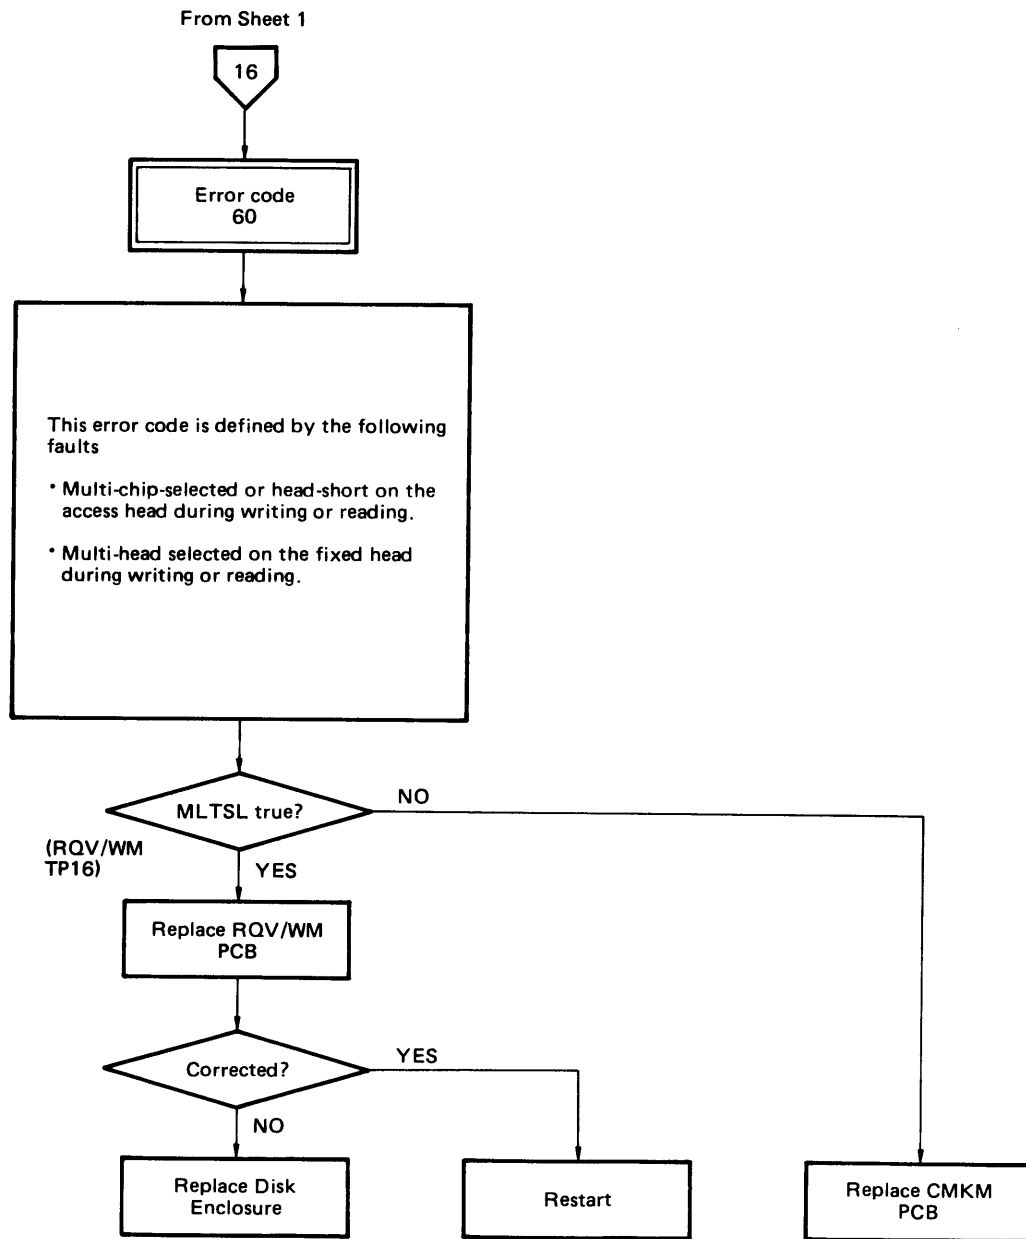 From Sheet 1
16
Error code
60
This error code is defined by the following
faults
• Multi-chip-selected or head-short on the
access head during writing or reading.
• Multi-head selected on the fixed head
during writing or reading.
MLTSL true?
NO
(RQV/WM
TP16)
YES
Replace RQV/WM
PCB
Corrected?
YES
NO
Replace Disk
Enclosure
Restart
Replace CMKM
PCB